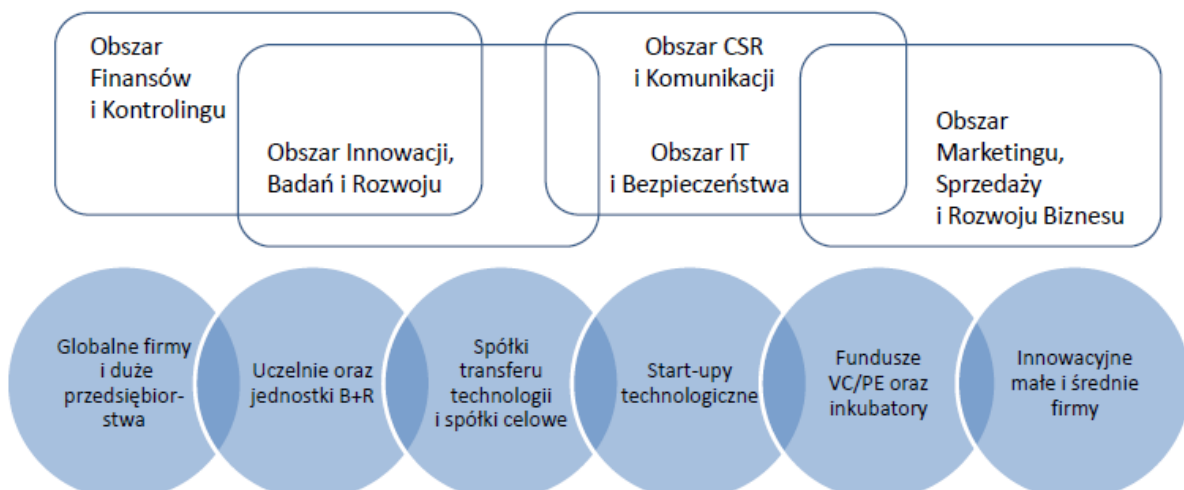 Obszar
Finansów
i Kontrolingu
Obszar Innowacji,
Badań i Rozwoju
Obszar CSR
i Komunikacji
Obszar IT
i Bezpieczeństwa
Obszar
Marketingu,
Sprzedaży
i Rozwoju Biznesu
Globalne firmy
i duże
przedsiębior-
stwa
Uczelnie oraz
jednostki B+R
Spółki
transferu
technologii
i spółki celowe
Start-upy
technologiczne
Fundusze
VC/PE oraz
inkubatory
Innowacyjne
małe i średnie
firmy